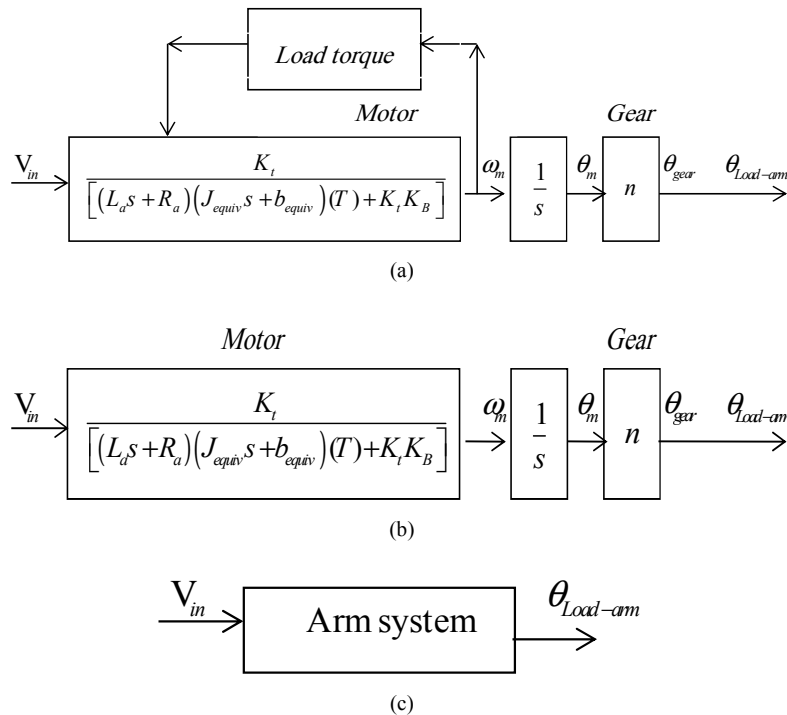 Load torque
Motor Gear
V_in K_t / [(L_a s + R_a)(J_equiv s + b_equiv)(T) + K_t K_B] ω_m 1/s θ_m n θ_gear θ_Load-arm
(a)
Motor Gear
V_in K_t / [(L_a s + R_a)(J_equiv s + b_equiv)(T) + K_t K_B] ω_m 1/s θ_m n θ_gear θ_Load-arm
(b)
V_in Arm system θ_Load-arm
(c)